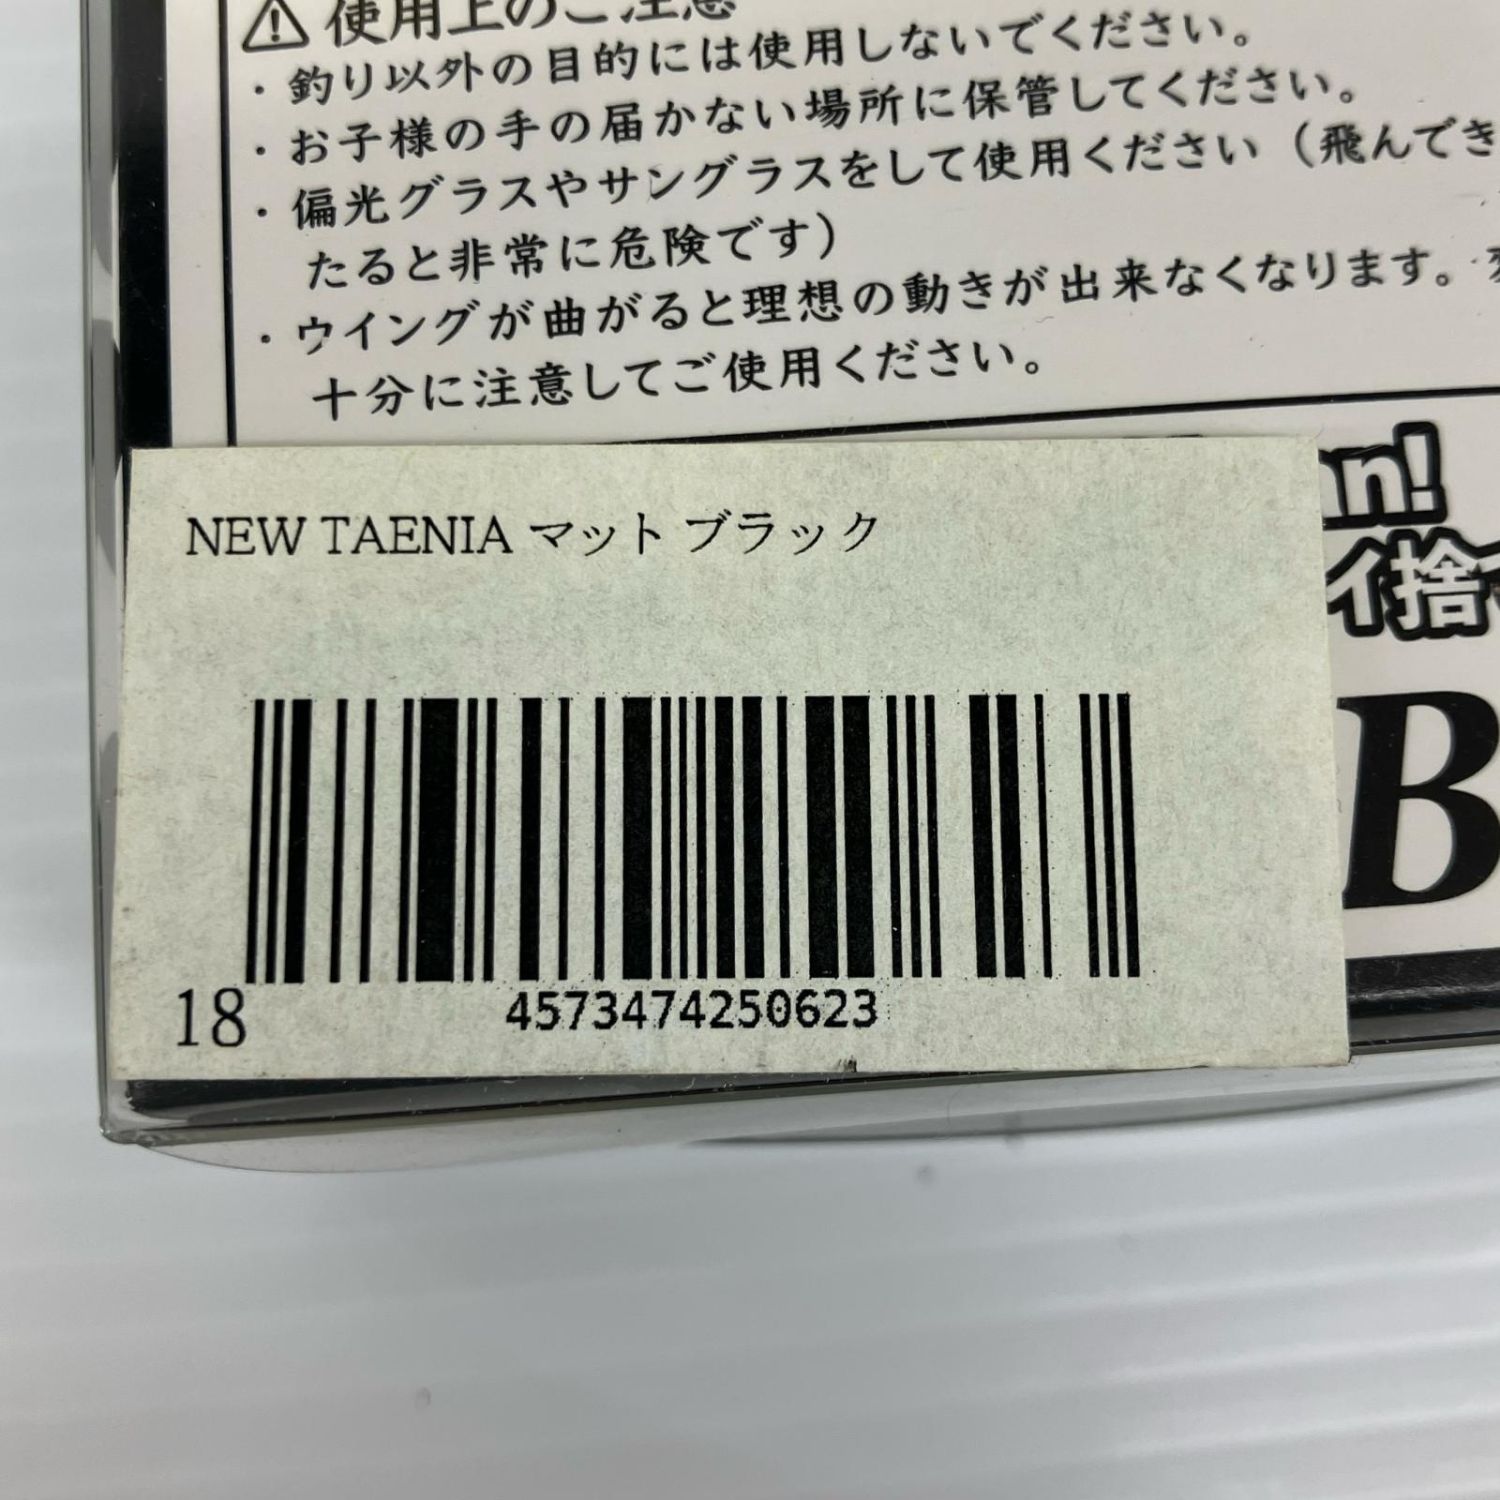 使用上のご注意
・釣り以外の目的には使用しないでください。
・お子様の手の届かない場所に保管してください。
・偏光グラスやサングラスをして使用ください（飛んでき
たると非常に危険です）
・ウイングが曲がると理想の動きが出来なくなります。
十分に注意してご使用ください。
an!
イ捨
NEW TAENIA マット ブラック
B
18
4573474250623